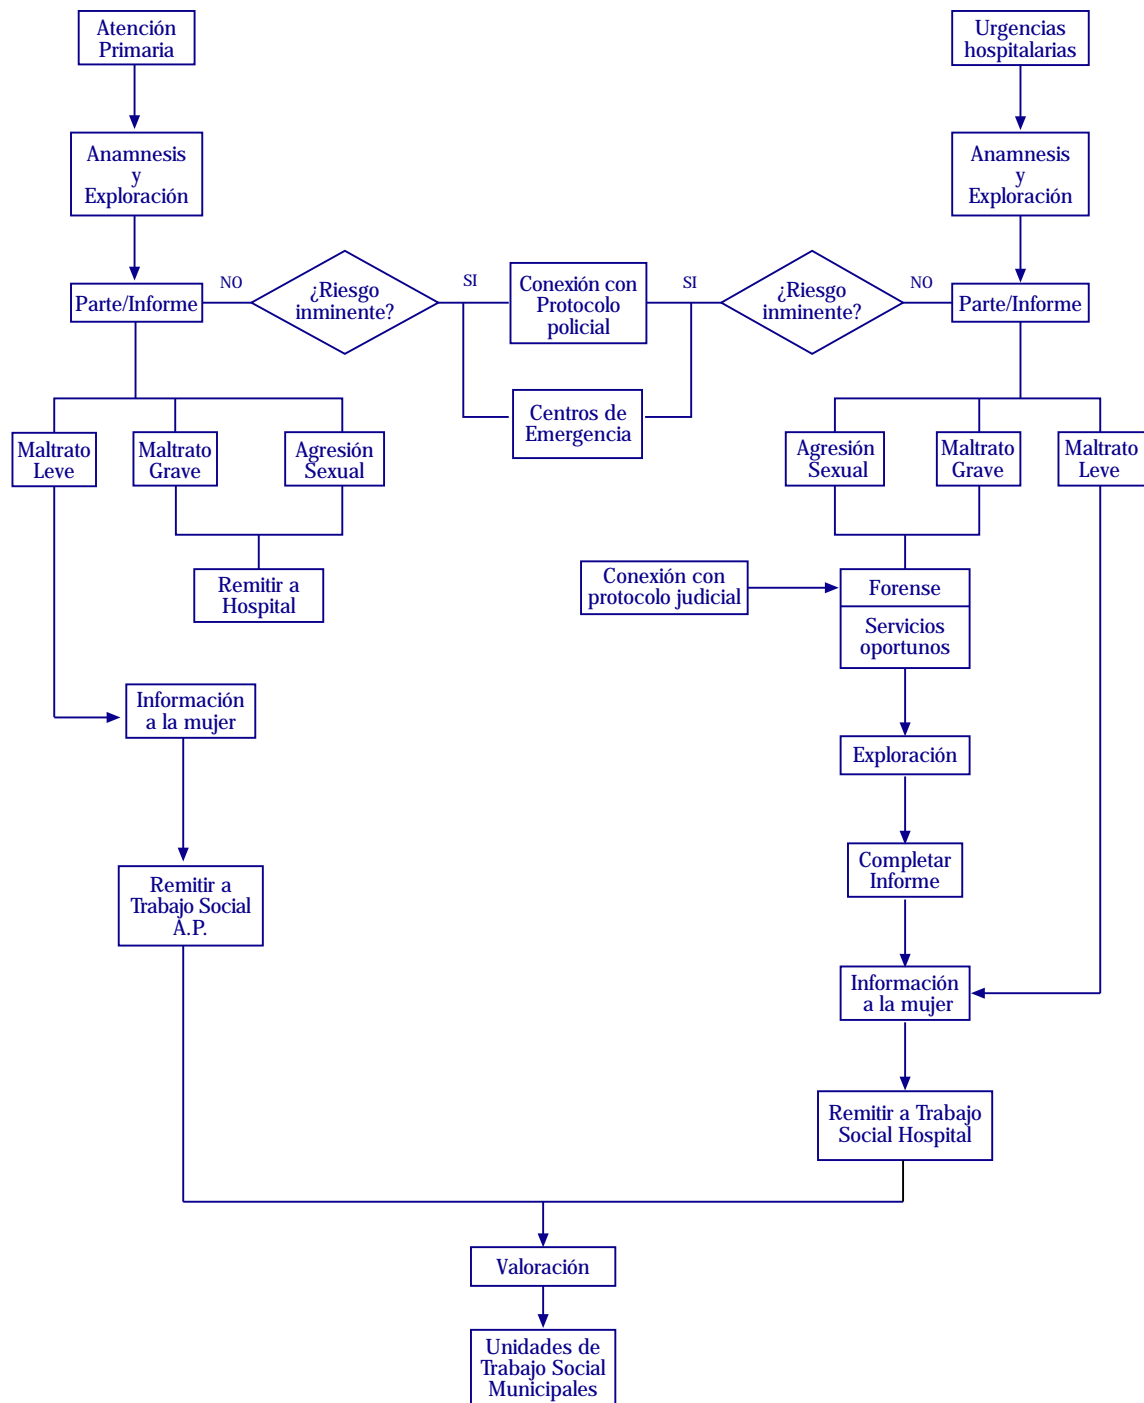 Atención
Primaria
Urgencias
hospitalarias
Anamnesis
y
Exploración
Anamnesis
y
Exploración
Parte/Informe
NO
¿Riesgo
inminente?
SI
Conexión con
Protocolo
policial
SI
¿Riesgo
inminente?
NO
Parte/Informe
Centros de
Emergencia
Maltrato
Leve
Maltrato
Grave
Agresión
Sexual
Agresión
Sexual
Maltrato
Grave
Maltrato
Leve
Remitir a
Hospital
Conexión con
protocolo judicial
Forense
Servicios
oportunos
Información
a la mujer
Exploración
Remitir a
Trabajo Social
A.P.
Completar
Informe
Información
a la mujer
Remitir a Trabajo
Social Hospital
Valoración
Unidades de
Trabajo Social
Municipales